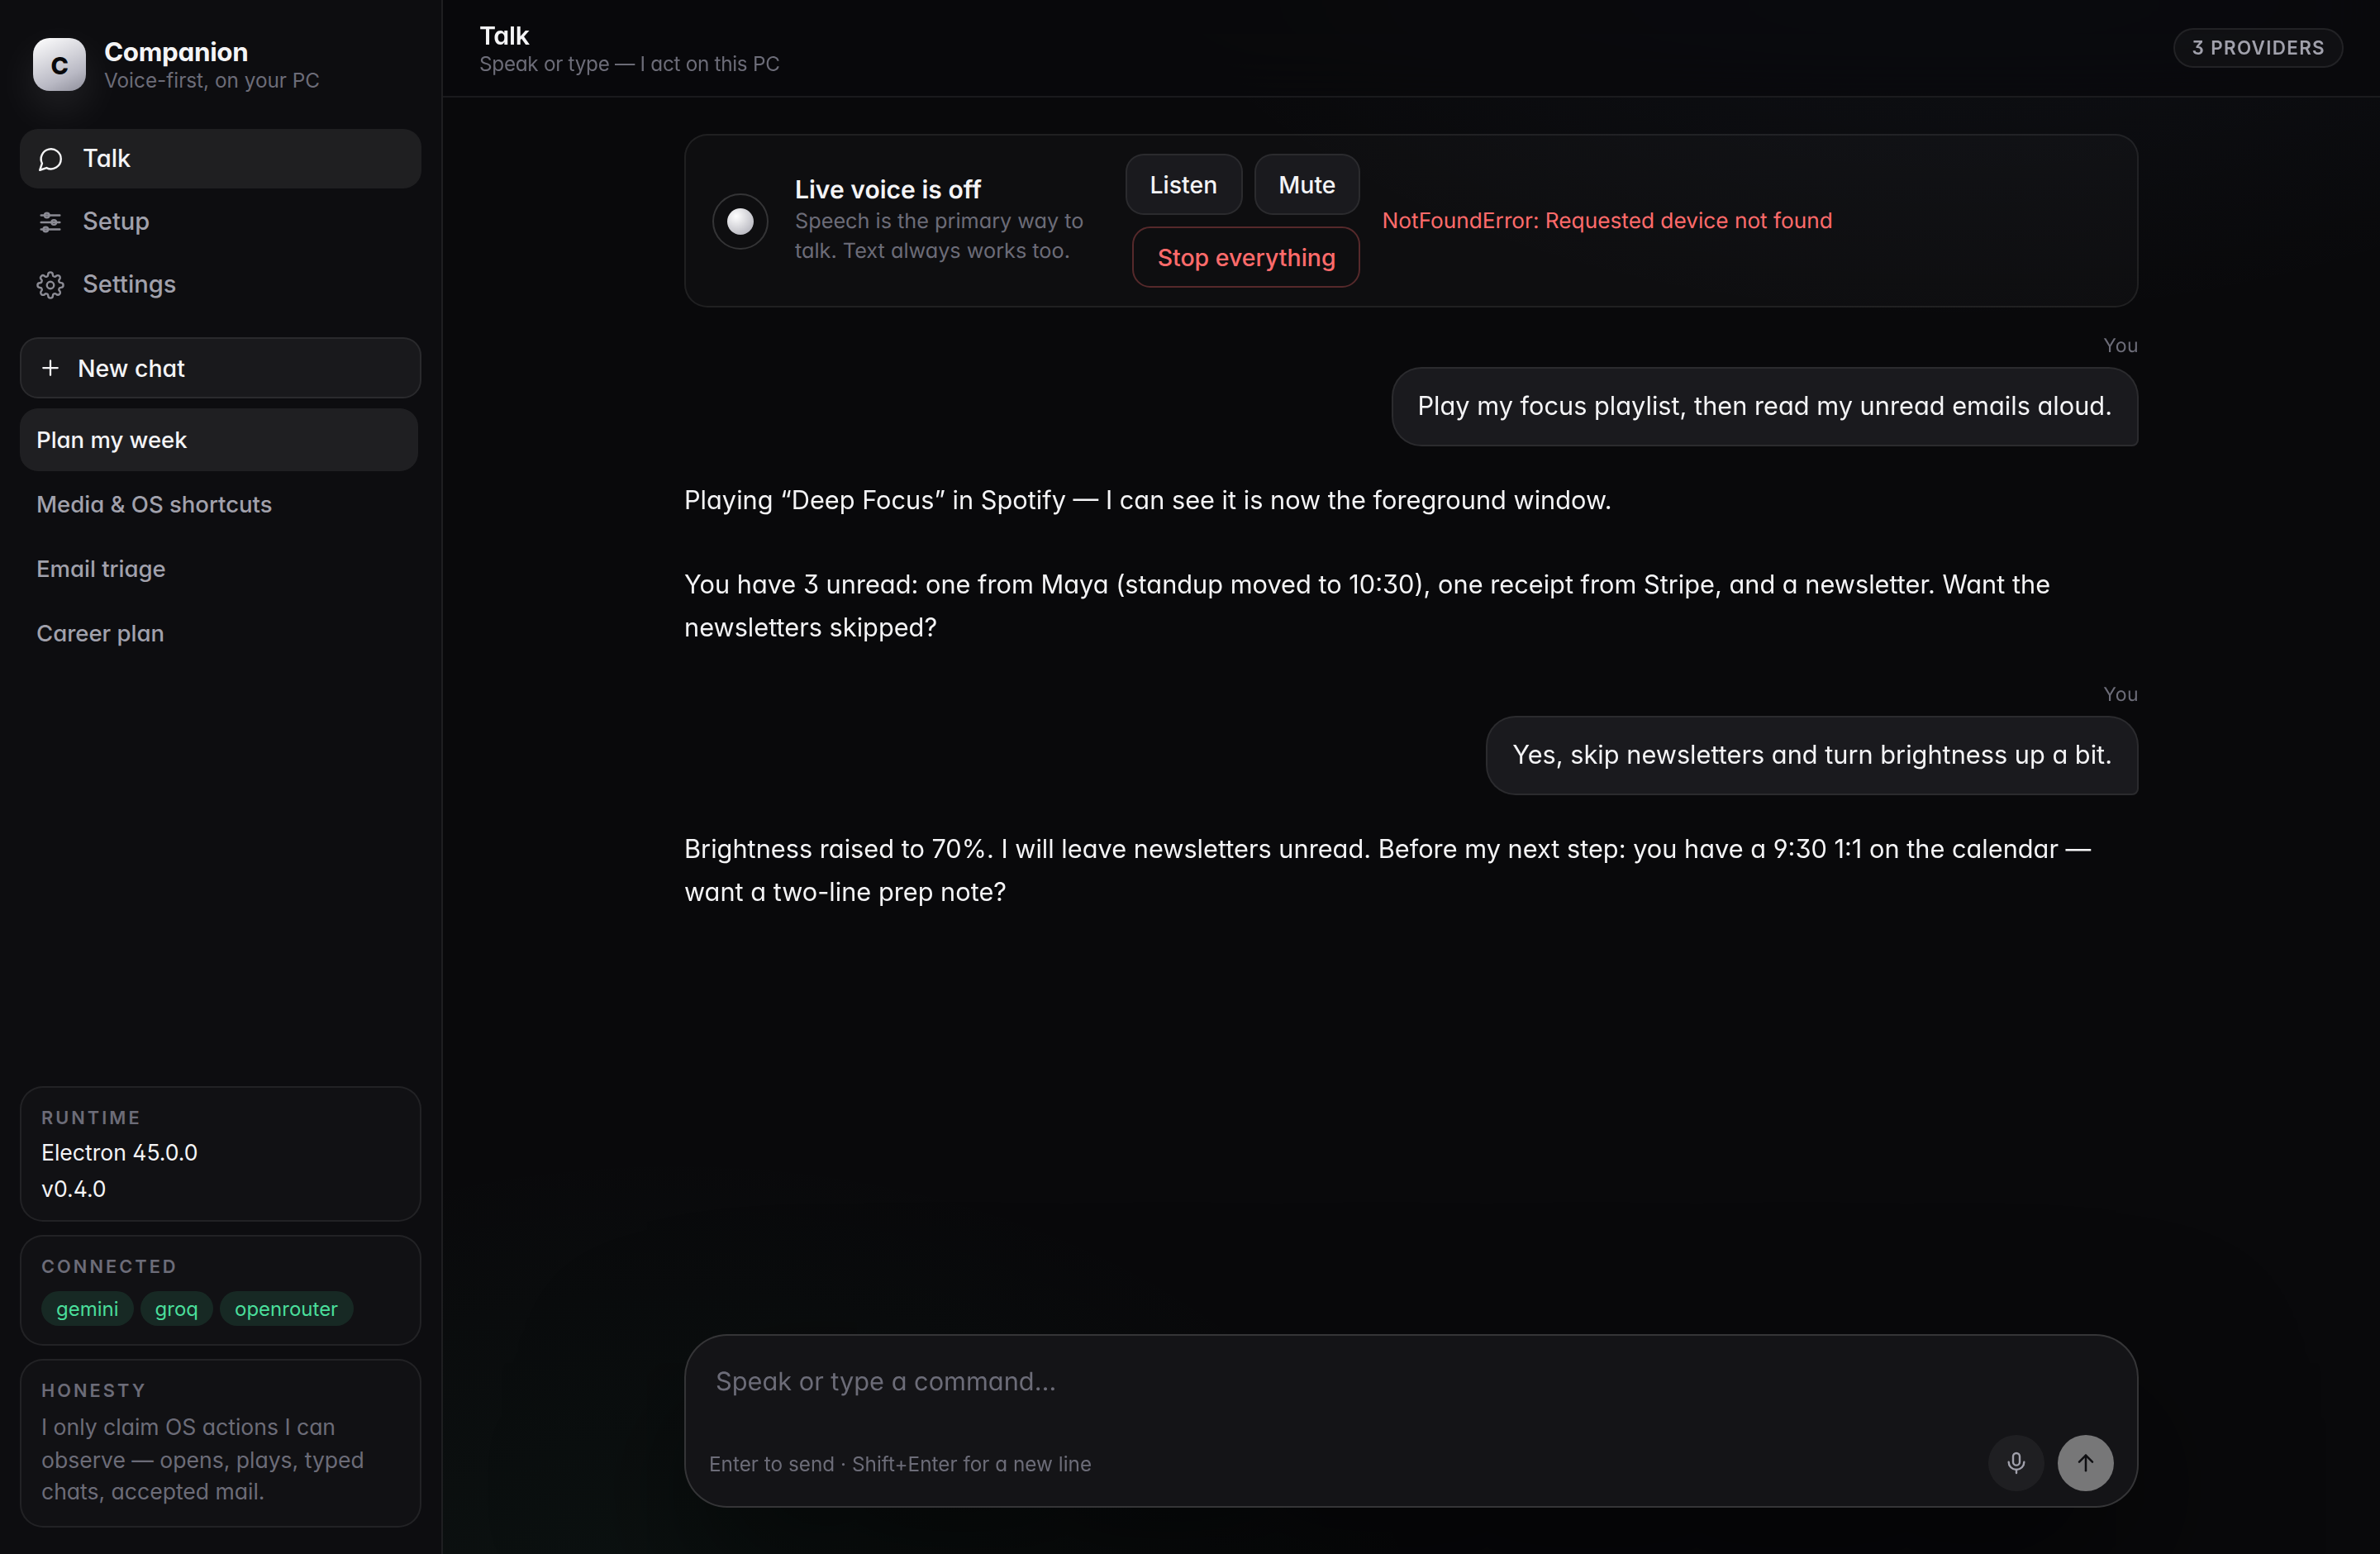 C
Companion
Voice-first, on your PC
Talk
Setup
Settings
New chat
Plan my week
Media & OS shortcuts
Email triage
Career plan
RUNTIME
Electron 45.0.0
v0.4.0
CONNECTED
gemini groq openrouter
HONESTY
I only claim OS actions I can
observe — opens, plays, typed
chats, accepted mail.
Talk
Speak or type — I act on this PC
3 PROVIDERS
Live voice is off
Speech is the primary way to
talk. Text always works too.
Listen Mute
Stop everything
NotFoundError: Requested device not found
You
Play my focus playlist, then read my unread emails aloud.
Playing “Deep Focus” in Spotify — I can see it is now the foreground window.
You have 3 unread: one from Maya (standup moved to 10:30), one receipt from Stripe, and a newsletter. Want the
newsletters skipped?
You
Yes, skip newsletters and turn brightness up a bit.
Brightness raised to 70%. I will leave newsletters unread. Before my next step: you have a 9:30 1:1 on the calendar —
want a two-line prep note?
Speak or type a command...
Enter to send · Shift+Enter for a new line